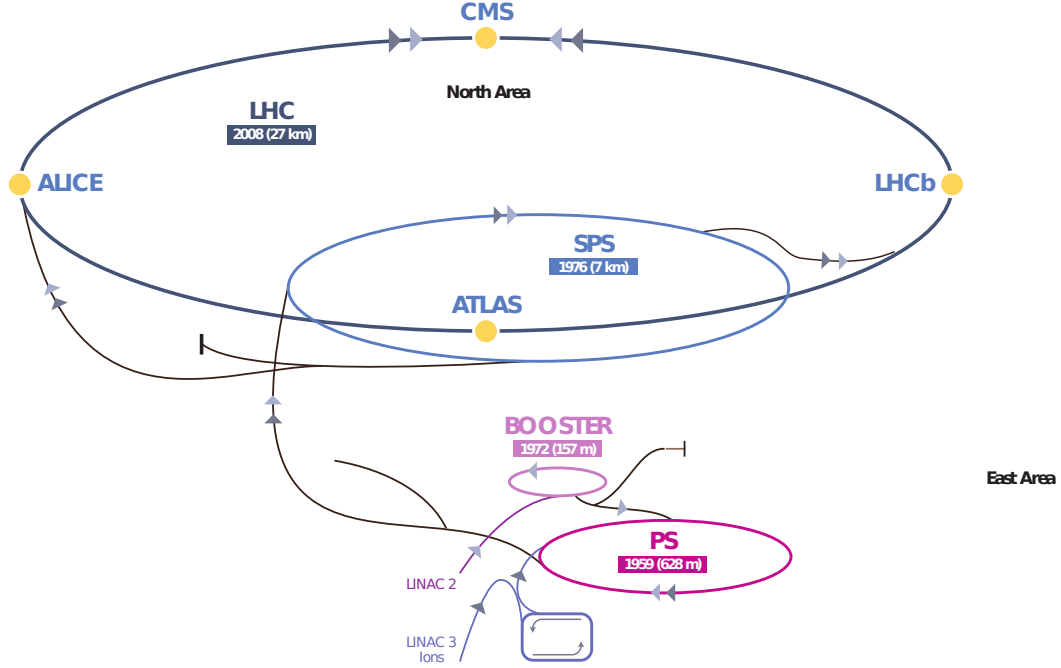 CMS
North Area
LHC
2008 (27 km)
ALICE
LHCb
SPS
1976 (7 km)
ATLAS
BOOSTER
1972 (157 m)
East Area
PS
1959 (628 m)
LINAC 2
LINAC 3
Ions